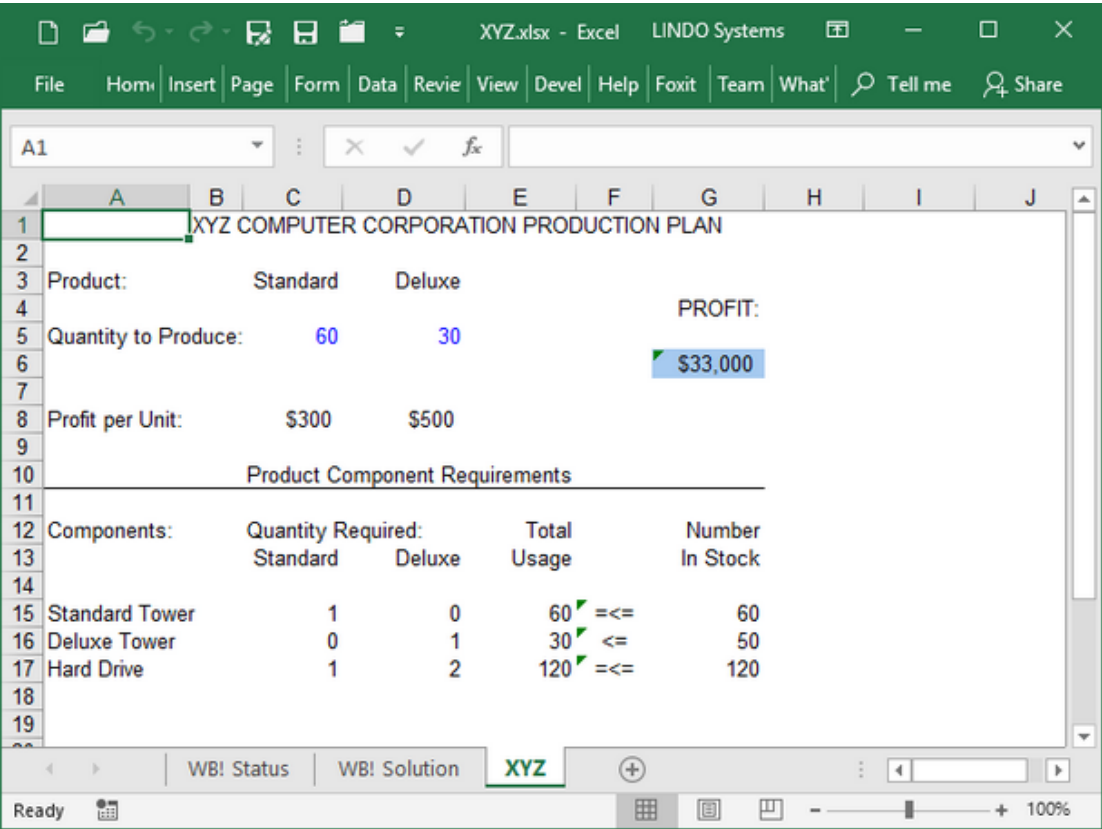 XYZ.xlsx - Excel LINDO Systems
File Hom Insert Page Form Data Revie View Devel Help Foxit Team What' Tell me Share
A1 fx
A B C D E F G H I J
1 XYZ COMPUTER CORPORATION PRODUCTION PLAN
2
3 Product: Standard Deluxe
4 PROFIT:
5 Quantity to Produce: 60 30
6 $33,000
7
8 Profit per Unit: $300 $500
9
10 Product Component Requirements
11
12 Components: Quantity Required: Total Number
13 Standard Deluxe Usage In Stock
14
15 Standard Tower 1 0 60 =<= 60
16 Deluxe Tower 0 1 30 <= 50
17 Hard Drive 1 2 120 =<= 120
18
19
WB! Status WB! Solution XYZ
Ready 100%